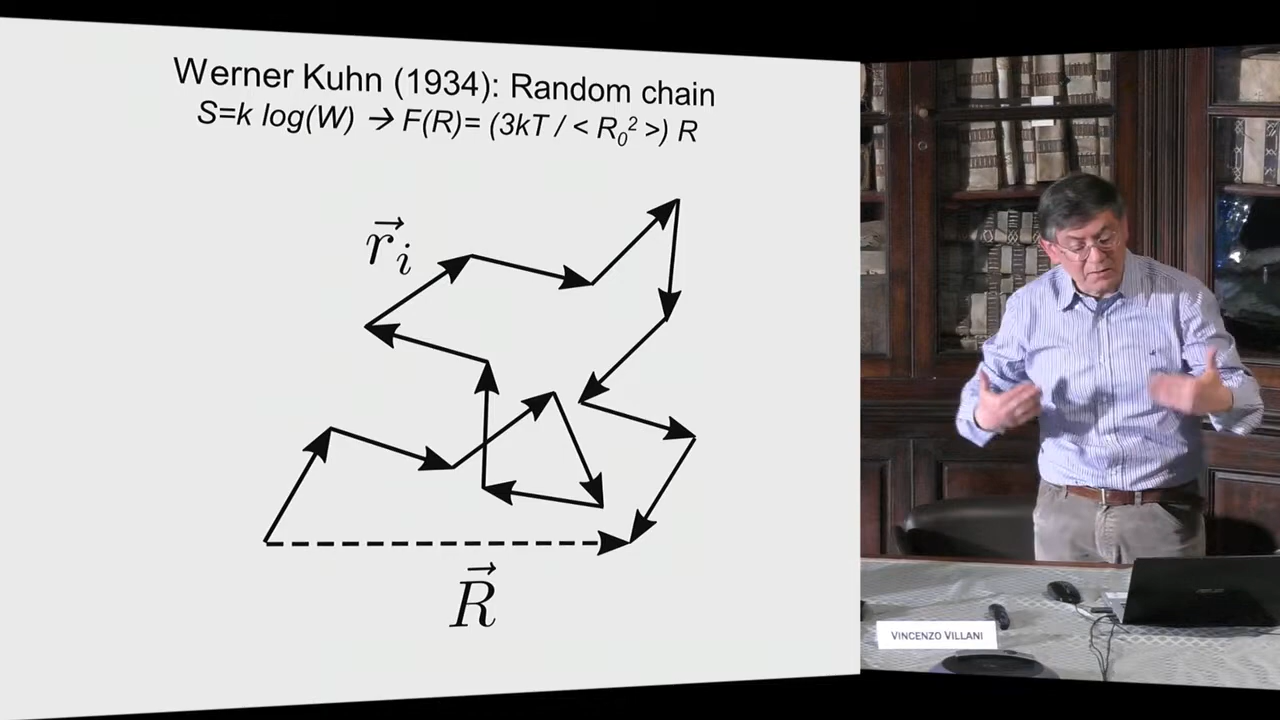 Werner Kuhn (1934): Random chain
S=k log(W) → F(R)= (3kT / < R₀² >) R
r⃗ᵢ
R⃗
VINCENZO VILLANI